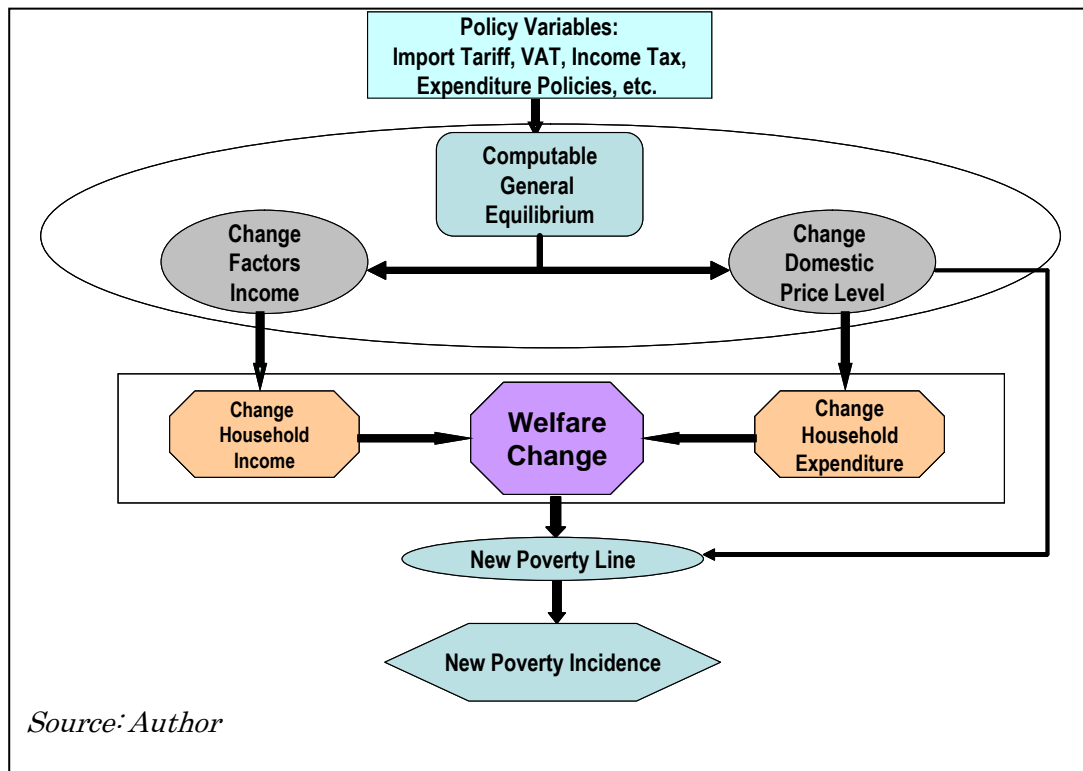 Policy Variables:
Import Tariff, VAT, Income Tax,
Expenditure Policies, etc.
Computable
General
Equilibrium
Change
Factors
Income
Change
Domestic
Price Level
Change
Household
Income
Welfare
Change
Change
Household
Expenditure
New Poverty Line
New Poverty Incidence
Source: Author